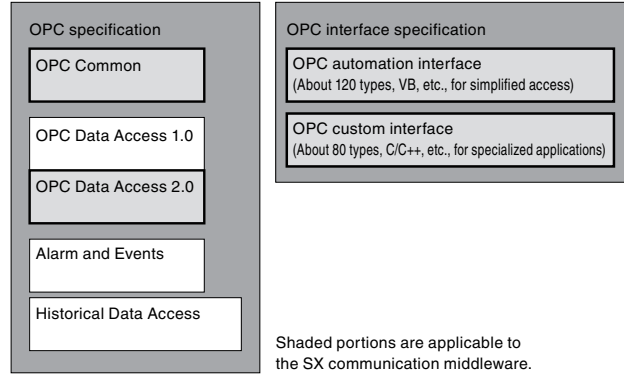 OPC specification
OPC Common
OPC Data Access 1.0
OPC Data Access 2.0
Alarm and Events
Historical Data Access
OPC interface specification
OPC automation interface
(About 120 types, VB, etc., for simplified access)
OPC custom interface
(About 80 types, C/C++, etc., for specialized applications)
Shaded portions are applicable to
the SX communication middleware.